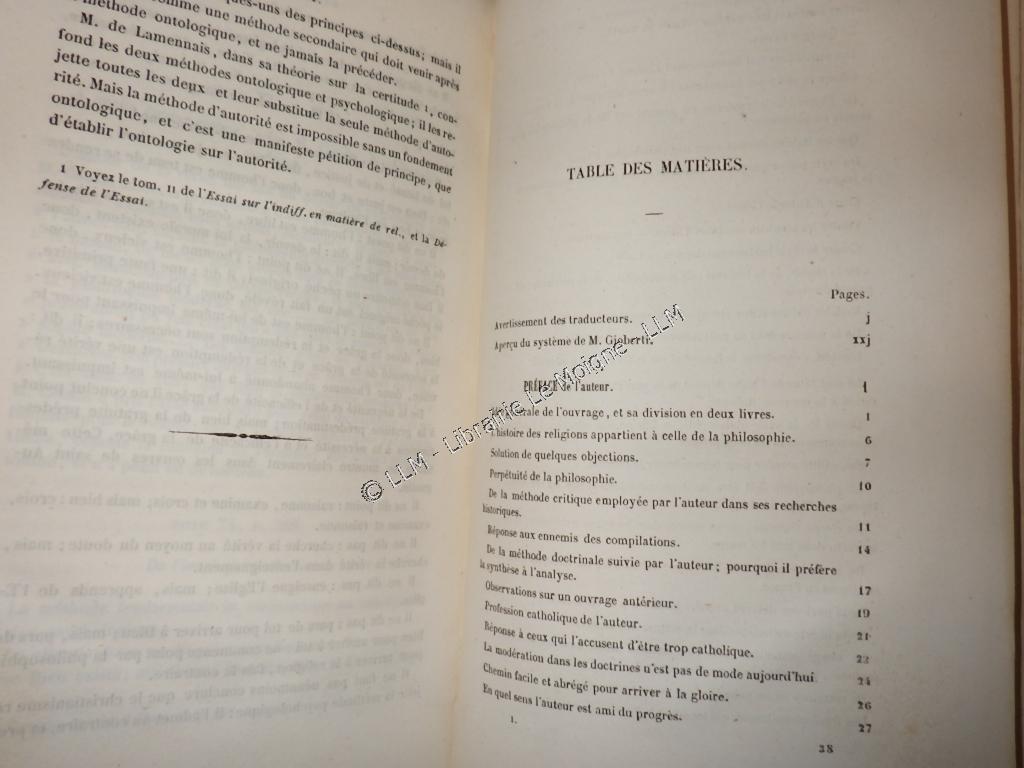 des principes ci-dessus; mais il
comme une méthode secondaire qui doit venir après
méthode ontologique, et ne jamais la précéder.
M. de Lamennais, dans sa théorie sur la certitude 1, con-
fond les deux méthodes ontologique et psychologique; il les re-
jette toutes les deux et leur substitue la seule méthode d'auto-
rité. Mais la méthode d'autorité est impossible sans un fondement
ontologique, et c'est une manifeste pétition de principe, que
d'établir l'ontologie sur l'autorité.
1 Voyez le tom. II de l'Essai sur l'indiff. en matière de rel., et la Dé-
fense de l'Essai.
TABLE DES MATIÈRES.
Pages.
Avertissement des traducteurs. j
Aperçu du système de M. Gioberti. xxj
PRÉFACE de l'auteur. 1
générale de l'ouvrage, et sa division en deux livres. 1
L'histoire des religions appartient à celle de la philosophie. 6
Solution de quelques objections. 7
Perpétuité de la philosophie. 10
De la méthode critique employée par l'auteur dans ses recherches
historiques. 11
Réponse aux ennemis des compilations. 14
De la méthode doctrinale suivie par l'auteur; pourquoi il préfère
la synthèse à l'analyse. 17
Observations sur un ouvrage antérieur. 19
Profession catholique de l'auteur. 21
Réponse à ceux qui l'accusent d'être trop catholique. 22
La modération dans les doctrines n'est pas de mode aujourd'hui 24
Chemin facile et abrégé pour arriver à la gloire. 26
En quel sens l'auteur est ami du progrès. 27
I. 38
© LLM - Librairie Le Moigne - LLM